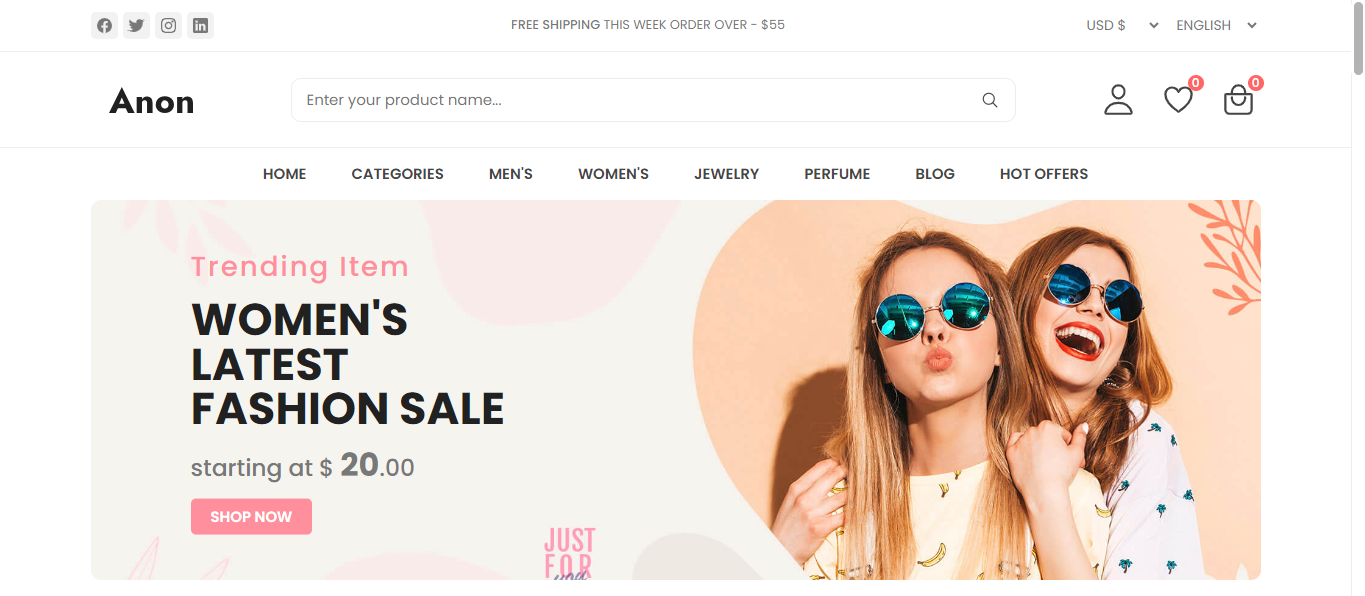 FREE SHIPPING THIS WEEK ORDER OVER - $55
USD $
ENGLISH
Anon
Enter your product name...
0
0
HOME
CATEGORIES
MEN'S
WOMEN'S
JEWELRY
PERFUME
BLOG
HOT OFFERS
Trending Item
WOMEN'S
LATEST
FASHION SALE
starting at $ 20.00
SHOP NOW
JUST
FOR
you